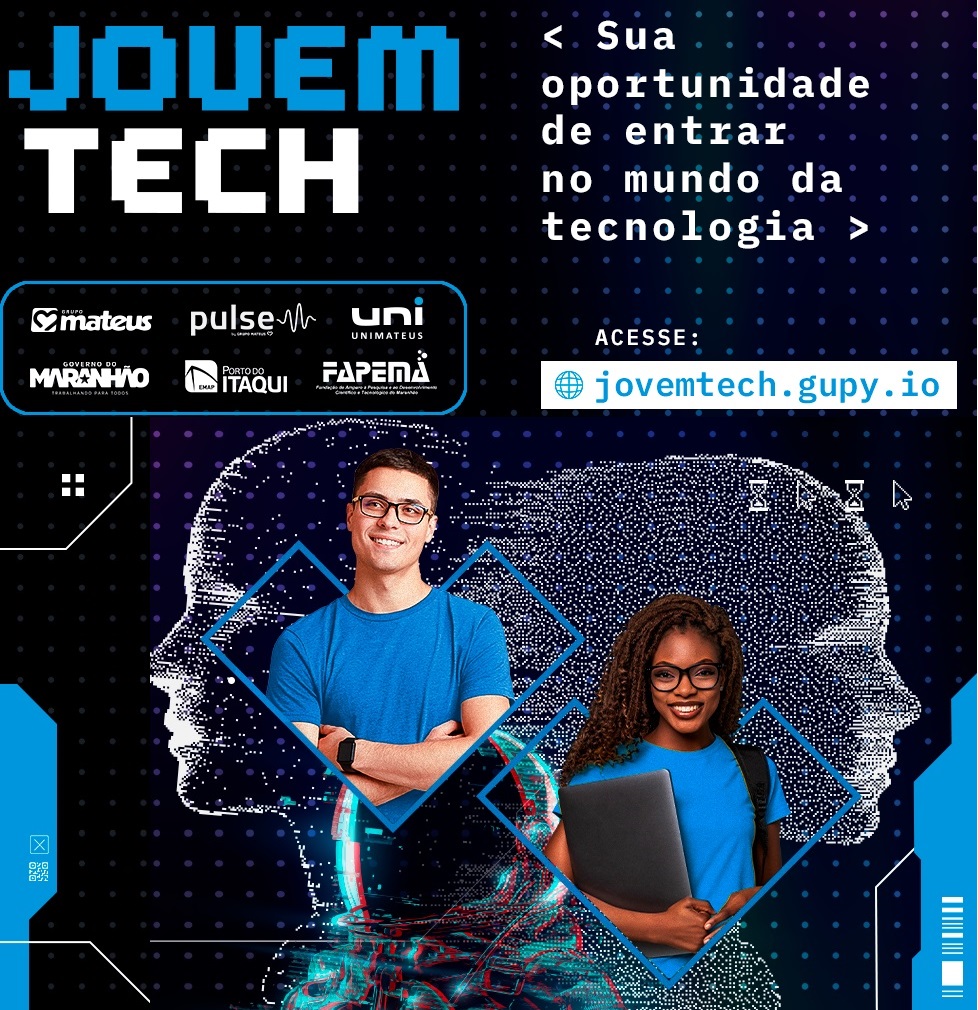 JOVEM
TECH
< Sua
oportunidade
de entrar
no mundo da
tecnologia >
GRUPO
mateus
pulse
by GRUPO MATEUS
uni
UNIMATEUS
GOVERNO DO
MARANHÃO
TRABALHANDO PARA TODOS
EMAP
PORTO DO
ITAQUI
FAPEMA
Fundação de Amparo à Pesquisa e ao Desenvolvimento
Científico e Tecnológico do Maranhão
ACESSE:
jovemtech.gupy.io